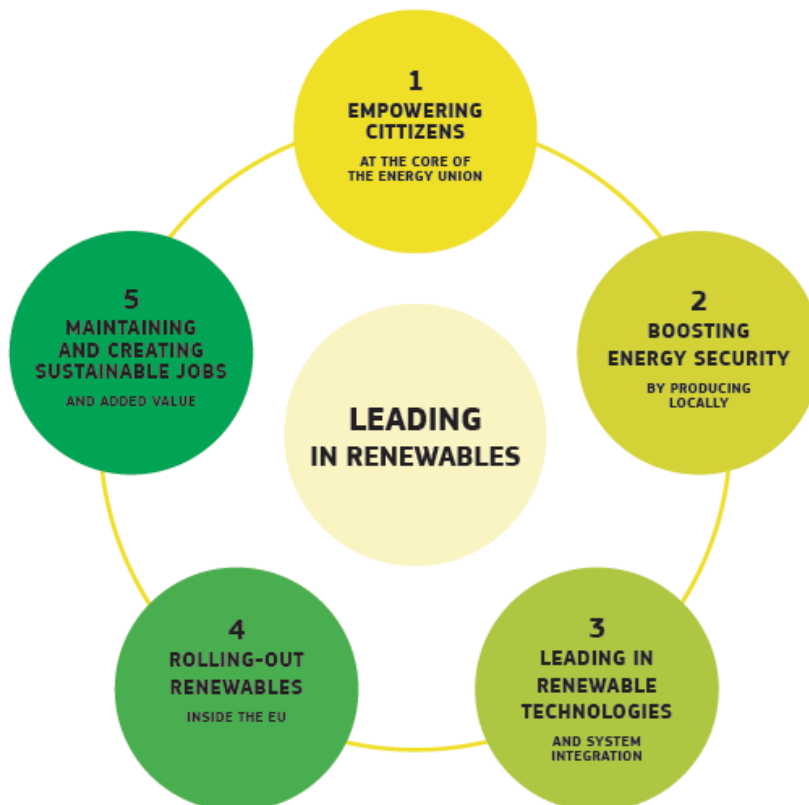 1
EMPOWERING
CITTIZENS
AT THE CORE OF
THE ENERGY UNION
2
BOOSTING
ENERGY SECURITY
BY PRODUCING
LOCALLY
3
LEADING IN
RENEWABLE
TECHNOLOGIES
AND SYSTEM
INTEGRATION
4
ROLLING-OUT
RENEWABLES
INSIDE THE EU
5
MAINTAINING
AND CREATING
SUSTAINABLE JOBS
AND ADDED VALUE
LEADING
IN RENEWABLES